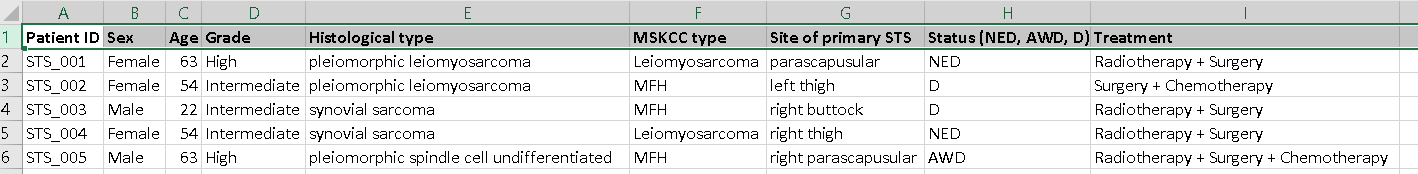 A B C D E F G H I
1 Patient ID Sex Age Grade Histological type MSKCC type Site of primary STS Status (NED, AWD, D) Treatment
2 STS_001 Female 63 High pleiomorphic leiomyosarcoma Leiomyosarcoma parascapusular NED Radiotherapy + Surgery
3 STS_002 Female 54 Intermediate pleiomorphic leiomyosarcoma MFH left thigh D Surgery + Chemotherapy
4 STS_003 Male 22 Intermediate synovial sarcoma MFH right buttock D Radiotherapy + Surgery
5 STS_004 Female 54 Intermediate synovial sarcoma Leiomyosarcoma right thigh NED Radiotherapy + Surgery
6 STS_005 Male 63 High pleiomorphic spindle cell undifferentiated MFH right parascapusular AWD Radiotherapy + Surgery + Chemotherapy